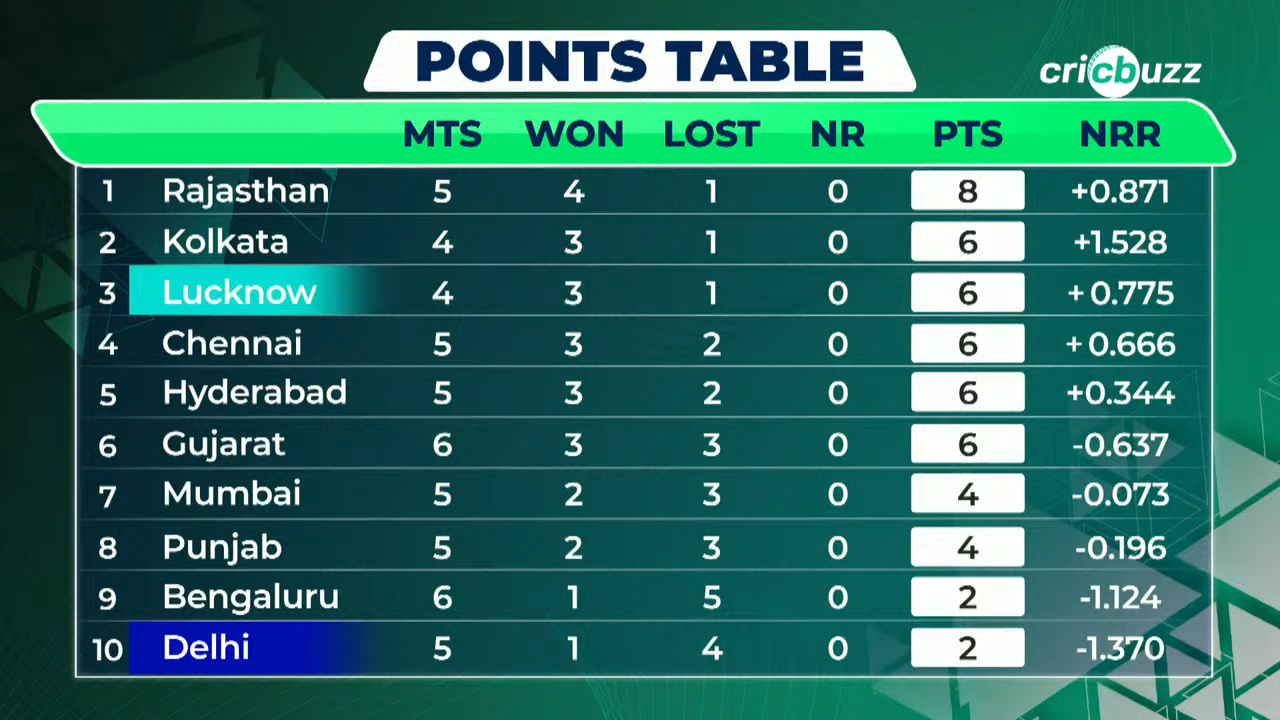 POINTS TABLE
cricbuzz
MTS WON LOST NR PTS NRR
1 Rajasthan 5 4 1 0 8 +0.871
2 Kolkata 4 3 1 0 6 +1.528
3 Lucknow 4 3 1 0 6 +0.775
4 Chennai 5 3 2 0 6 +0.666
5 Hyderabad 5 3 2 0 6 +0.344
6 Gujarat 6 3 3 0 6 -0.637
7 Mumbai 5 2 3 0 4 -0.073
8 Punjab 5 2 3 0 4 -0.196
9 Bengaluru 6 1 5 0 2 -1.124
10 Delhi 5 1 4 0 2 -1.370